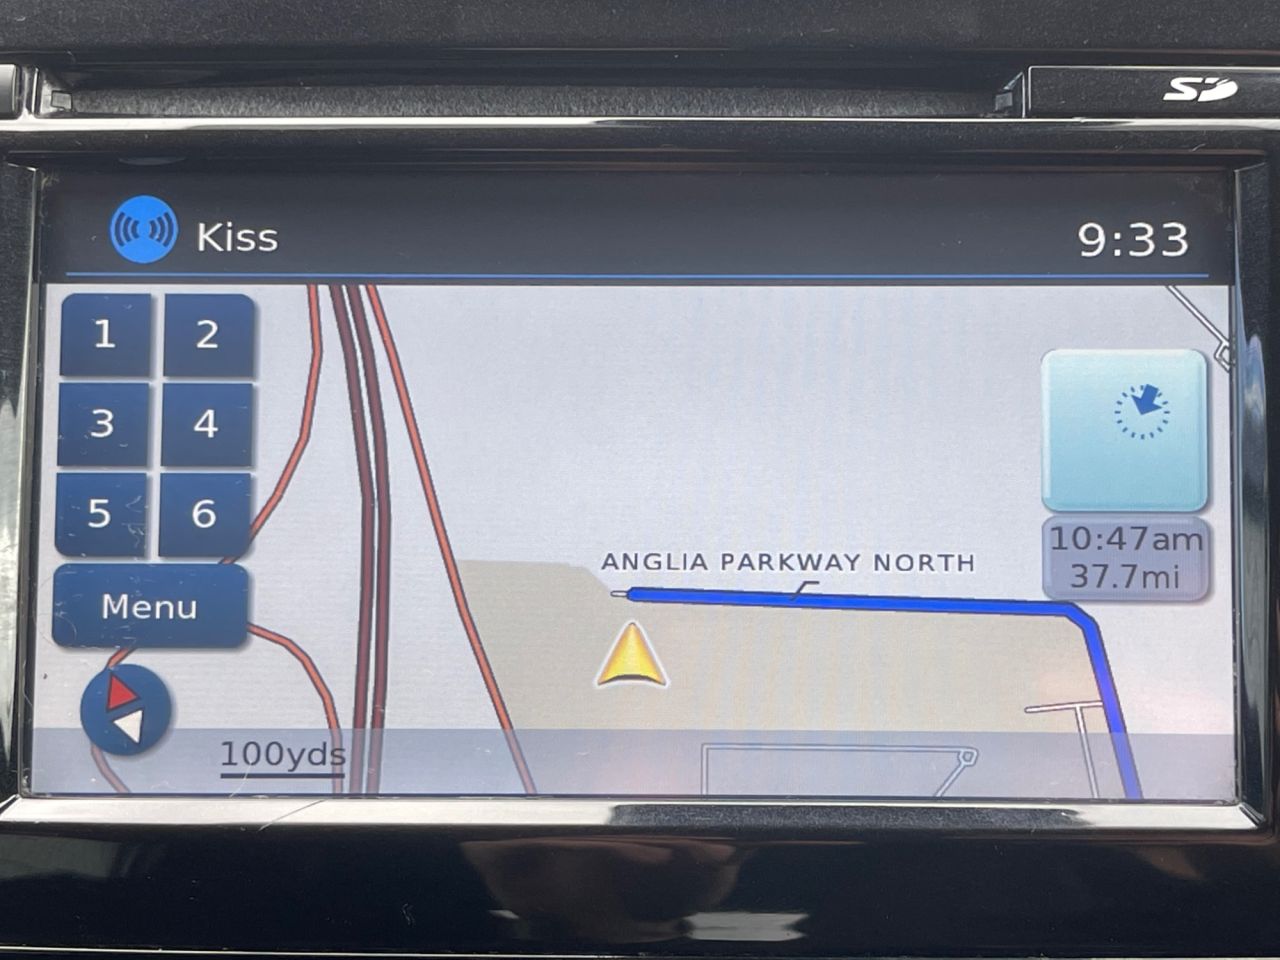 SD
Kiss
9:33
1
2
3
4
5
6
Menu
100yds
ANGLIA PARKWAY NORTH
10:47am
37.7mi